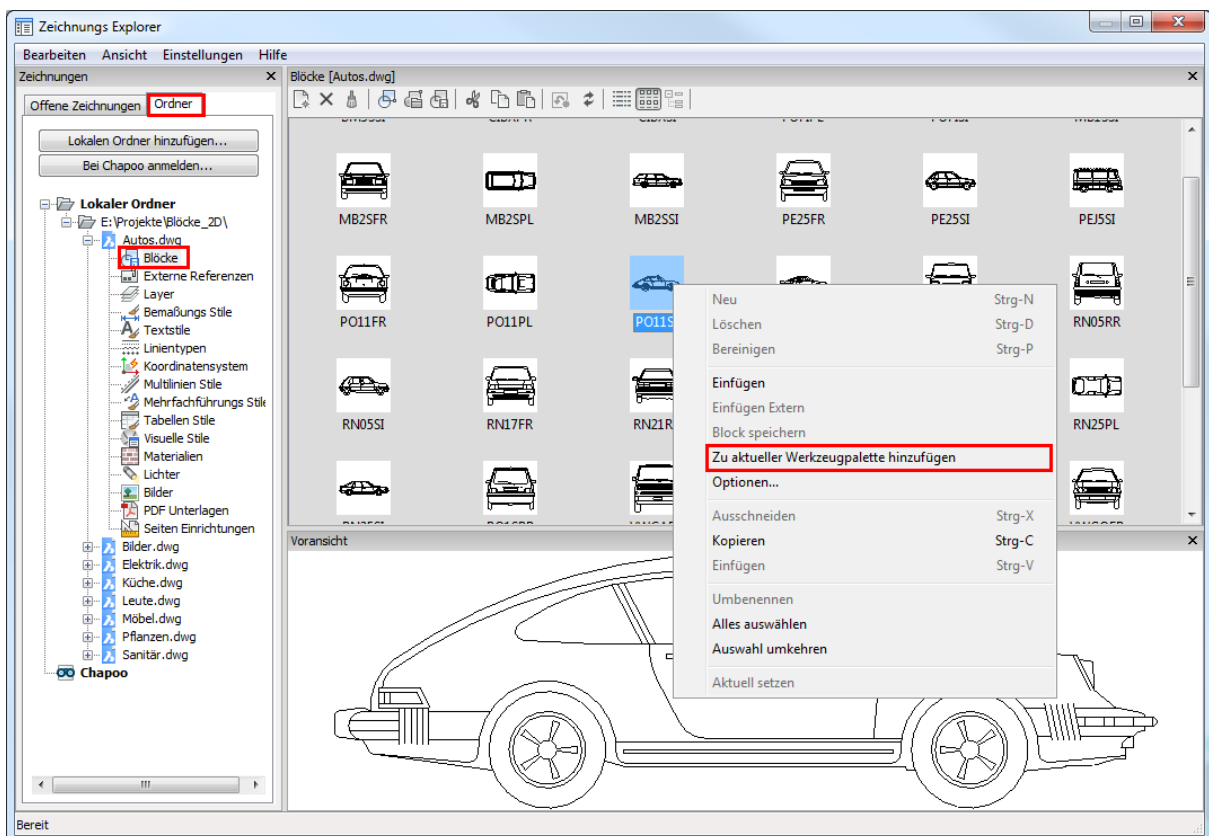 Zeichnungs Explorer
Bearbeiten Ansicht Einstellungen Hilfe
Zeichnungen
Offene Zeichnungen Ordner
Lokalen Ordner hinzufügen...
Bei Chapoo anmelden...
Lokaler Ordner
E:\Projekte\Blöcke_2D\
Autos.dwg
Blöcke
Externe Referenzen
Layer
Bemaßungs Stile
Textstile
Linientypen
Koordinatensystem
Multilinien Stile
Mehrfachführungs Stile
Tabellen Stile
Visuelle Stile
Materialien
Lichter
Bilder
PDF Unterlagen
Seiten Einrichtungen
Bilder.dwg
Elektrik.dwg
Küche.dwg
Leute.dwg
Möbel.dwg
Pflanzen.dwg
Sanitär.dwg
Chapoo
Blöcke [Autos.dwg]
MB2SFR MB2SPL MB2SSI PE25FR PE25SI PEJ5SI
PO11FR PO11PL PO11S RN05RR
RN05SI RN17FR RN21R RN25PL
Neu Strg-N
Löschen Strg-D
Bereinigen Strg-P
Einfügen
Einfügen Extern
Block speichern
Zu aktueller Werkzeugpalette hinzufügen
Optionen...
Ausschneiden Strg-X
Kopieren Strg-C
Einfügen Strg-V
Umbenennen
Alles auswählen
Auswahl umkehren
Aktuell setzen
Voransicht
Bereit